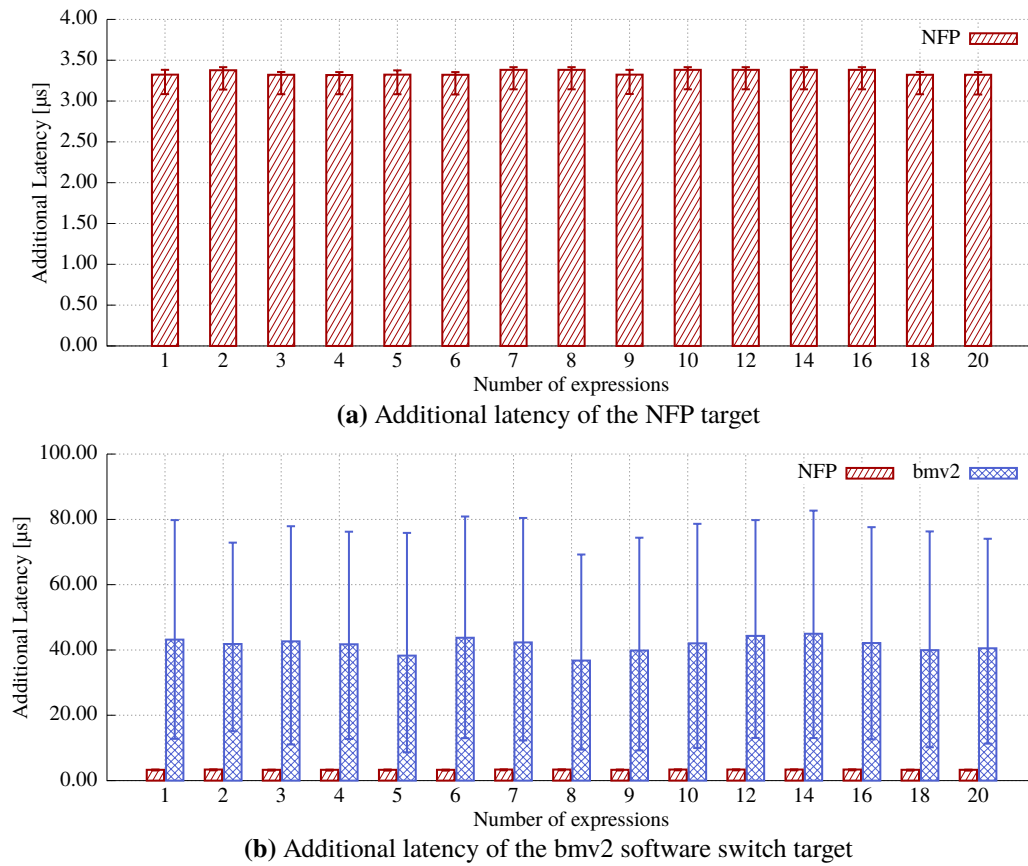 4.00
NFP
3.50
3.00
2.50
2.00
1.50
1.00
0.50
0.00
Additional Latency [µs]
1 2 3 4 5 6 7 8 9 10 12 14 16 18 20
Number of expressions
(a) Additional latency of the NFP target
100.00
NFP bmv2
80.00
60.00
40.00
20.00
0.00
Additional Latency [µs]
1 2 3 4 5 6 7 8 9 10 12 14 16 18 20
Number of expressions
(b) Additional latency of the bmv2 software switch target